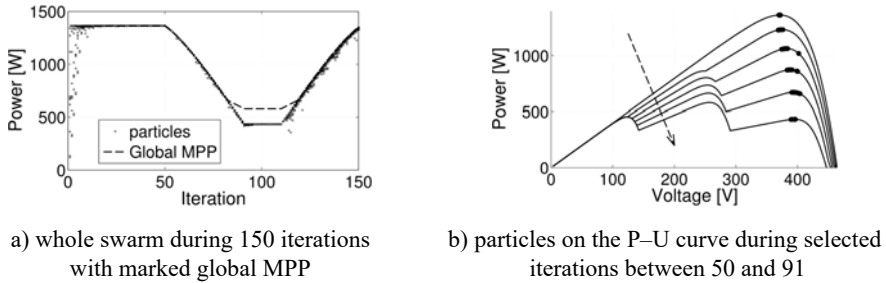 1500
1000
500
0
0 50 100 150
Power [W]
Iteration
particles
Global MPP
1000
500
0
0 100 200 300 400
Power [W]
Voltage [V]
a) whole swarm during 150 iterations
with marked global MPP
b) particles on the P–U curve during selected
iterations between 50 and 91